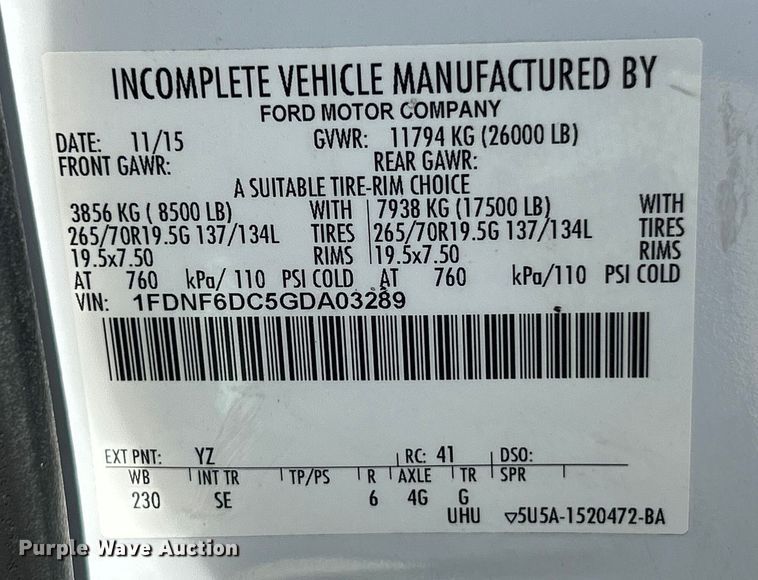 INCOMPLETE VEHICLE MANUFACTURED BY
FORD MOTOR COMPANY
DATE: 11/15 GVWR: 11794 KG (26000 LB)
FRONT GAWR: REAR GAWR:
A SUITABLE TIRE-RIM CHOICE
3856 KG ( 8500 LB) WITH 7938 KG (17500 LB) WITH
265/70R19.5G 137/134L TIRES 265/70R19.5G 137/134L TIRES
19.5x7.50 RIMS 19.5x7.50 RIMS
AT 760 kPa/ 110 PSI COLD AT 760 kPa/110 PSI COLD
VIN: 1FDNF6DC5GDA03289
EXT PNT: YZ RC: 41 DSO:
WB INT TR TP/PS R AXLE TR SPR
230 SE 6 4G G
UHU ▽5U5A-1520472-BA
Purple Wave Auction